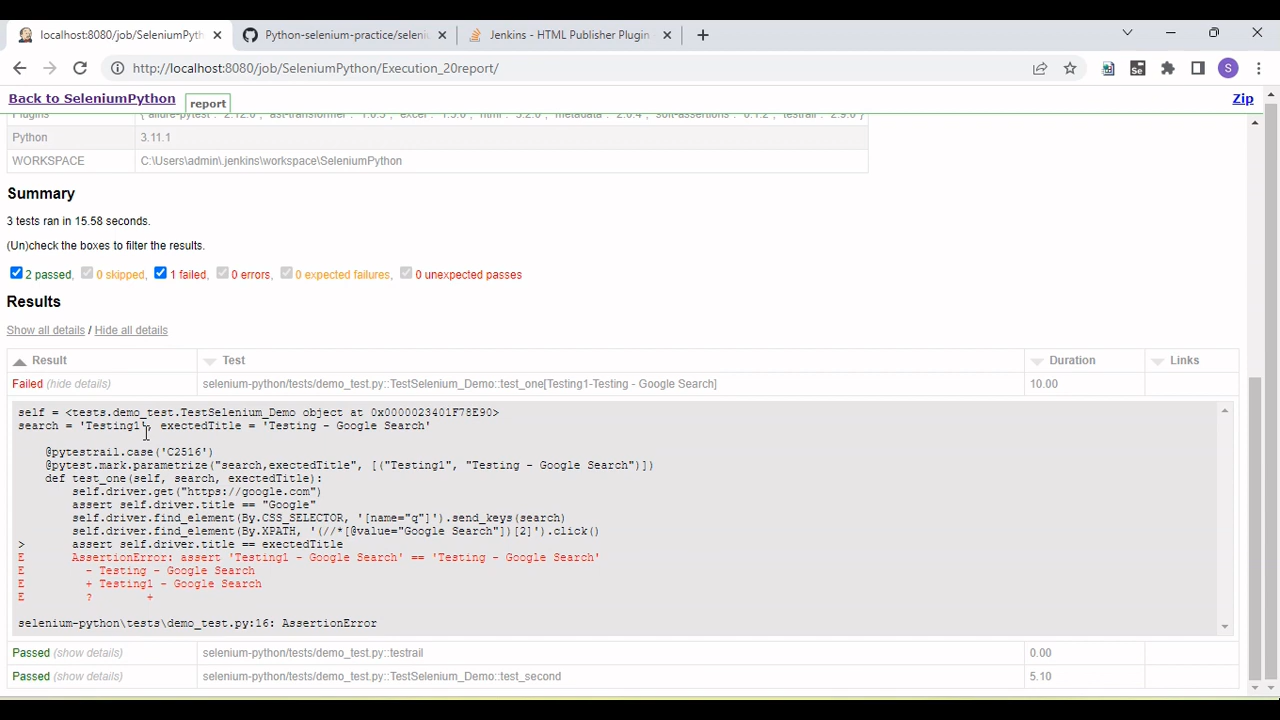 localhost:8080/job/SeleniumPyth
Python-selenium-practice/seleni
Jenkins - HTML Publisher Plugin
http://localhost:8080/job/SeleniumPython/Execution_20report/
Se
S
Back to SeleniumPython
report
Zip
Plugins
Python 3.11.1
WORKSPACE C:\Users\admin\.jenkins\workspace\SeleniumPython
Summary
3 tests ran in 15.58 seconds.
(Un)check the boxes to filter the results.
2 passed, 0 skipped, 1 failed, 0 errors, 0 expected failures, 0 unexpected passes
Results
Show all details / Hide all details
Result Test Duration Links
Failed (hide details) selenium-python/tests/demo_test.py::TestSelenium_Demo::test_one[Testing1-Testing - Google Search] 10.00
self = <tests.demo_test.TestSelenium_Demo object at 0x0000023401F78E90>
search = 'Testing1', exectedTitle = 'Testing - Google Search'
@pytestrail.case('C2516')
@pytest.mark.parametrize("search,exectedTitle", [("Testing1", "Testing - Google Search")])
def test_one(self, search, exectedTitle):
self.driver.get("https://google.com")
assert self.driver.title == "Google"
self.driver.find_element(By.CSS_SELECTOR, '[name="q"]').send_keys(search)
self.driver.find_element(By.XPATH, '(//*[@value="Google Search"])[2]').click()
> assert self.driver.title == exectedTitle
E AssertionError: assert 'Testing1 - Google Search' == 'Testing - Google Search'
E - Testing - Google Search
E + Testing1 - Google Search
E ? +
selenium-python\tests\demo_test.py:16: AssertionError
Passed (show details) selenium-python/tests/demo_test.py::testrail 0.00
Passed (show details) selenium-python/tests/demo_test.py::TestSelenium_Demo::test_second 5.10